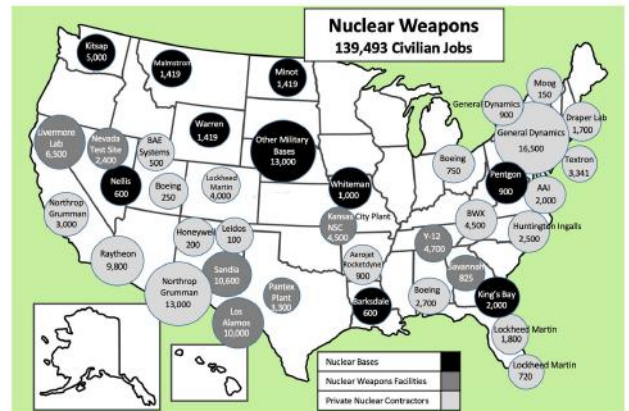 Nuclear Weapons
139,493 Civilian Jobs
Kitsap
5,000
Malmstrom
1,419
Minot
1,419
Moog
150
General Dynamics
900
Draper Lab
1,700
General Dynamics
16,500
Warren
1,419
Other Military
Bases
13,000
Livermore
Lab
6,500
Nevada
Test Site
2,400
BAE
Systems
500
Boeing
750
Textron
3,341
Pentgon
900
AAI
2,000
Nellis
600
Boeing
250
Lockheed
Martin
4,000
Whiteman
1,000
Northrop
Grumman
3,000
Kansas City Plant
NSC
4,500
BWX
4,500
Huntington Ingalls
2,500
Honeywell
200
Leidos
100
Y-12
4,700
Raytheon
9,800
Sandia
10,600
Aerojet
Rocketdyne
900
Savannah
825
Northrop
Grumman
13,000
Pantex
Plant
3,300
Boeing
2,700
King's Bay
2,000
Barksdale
600
Los
Alamos
10,000
Lockheed Martin
1,800
Lockheed Martin
720
Nuclear Bases
Nuclear Weapons Facilities
Private Nuclear Contractors